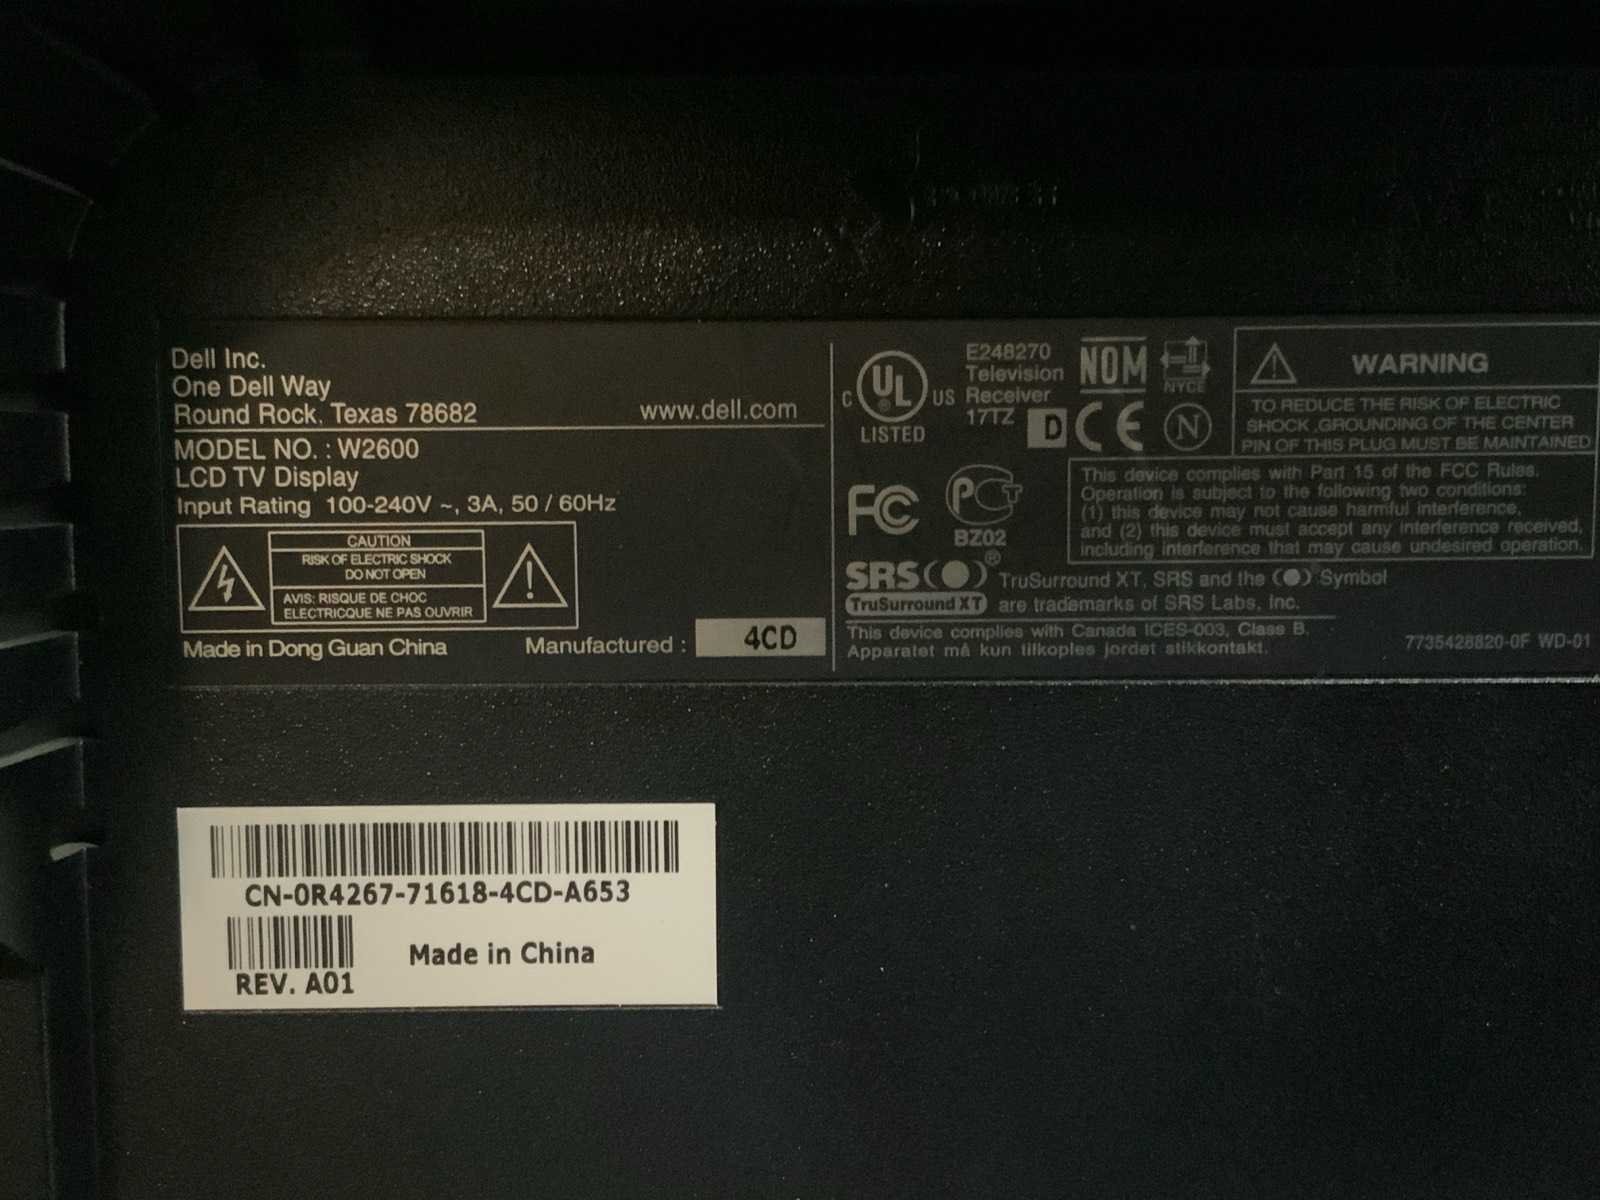 Dell Inc.
One Dell Way
Round Rock, Texas 78682
www.dell.com
MODEL NO. : W2600
LCD TV Display
Input Rating 100-240V ~, 3A, 50 / 60Hz
CAUTION
RISK OF ELECTRIC SHOCK
DO NOT OPEN
AVIS: RISQUE DE CHOC
ELECTRICQUE NE PAS OUVRIR
Made in Dong Guan China
Manufactured : 4CD
C UL US
LISTED
E248270
Television
Receiver
17TZ
NOM
NYCE
D CE N
FC
PCT
BZ02
WARNING
TO REDUCE THE RISK OF ELECTRIC
SHOCK ,GROUNDING OF THE CENTER
PIN OF THIS PLUG MUST BE MAINTAINED
This device complies with Part 15 of the FCC Rules.
Operation is subject to the following two conditions:
(1) this device may not cause harmful interference,
and (2) this device must accept any interference received,
including interference that may cause undesired operation.
SRS(●)®
TruSurround XT
TruSurround XT, SRS and the (●) Symbol
are trademarks of SRS Labs, Inc.
This device complies with Canada ICES-003, Class B.
Apparatet må kun tilkoples jordet stikkontakt.
7735428820-0F WD-01
CN-0R4267-71618-4CD-A653
REV. A01
Made in China